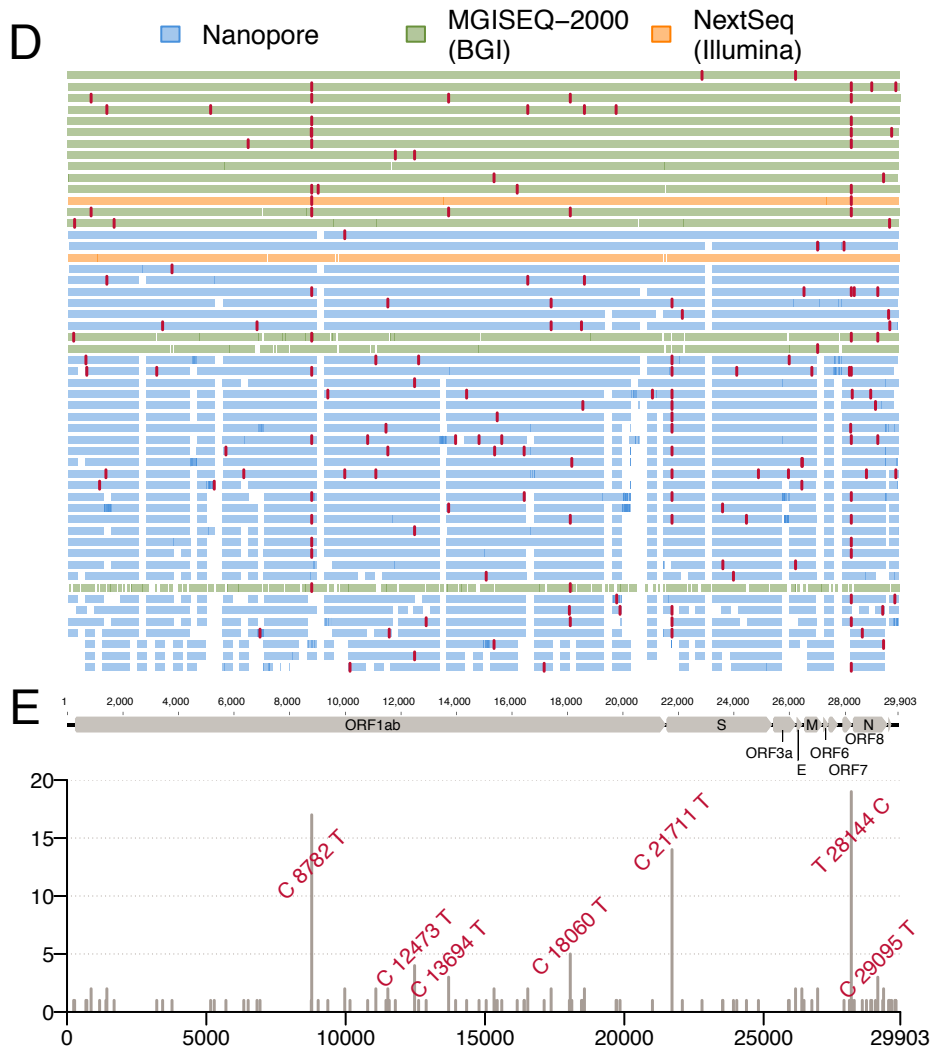 D
Nanopore
MGISEQ−2000
(BGI)
NextSeq
(Illumina)
E
1 2,000 4,000 6,000 8,000 10,000 12,000 14,000 16,000 18,000 20,000 22,000 24,000 26,000 28,000 29,903
ORF1ab S M N
ORF3a ORF6 ORF8
E ORF7
20
15
10
5
0
C 8782 T
C 12473 T
C 13694 T
C 18060 T
C 21711 T
T 28144 C
C 29095 T
0 5000 10000 15000 20000 25000 29903